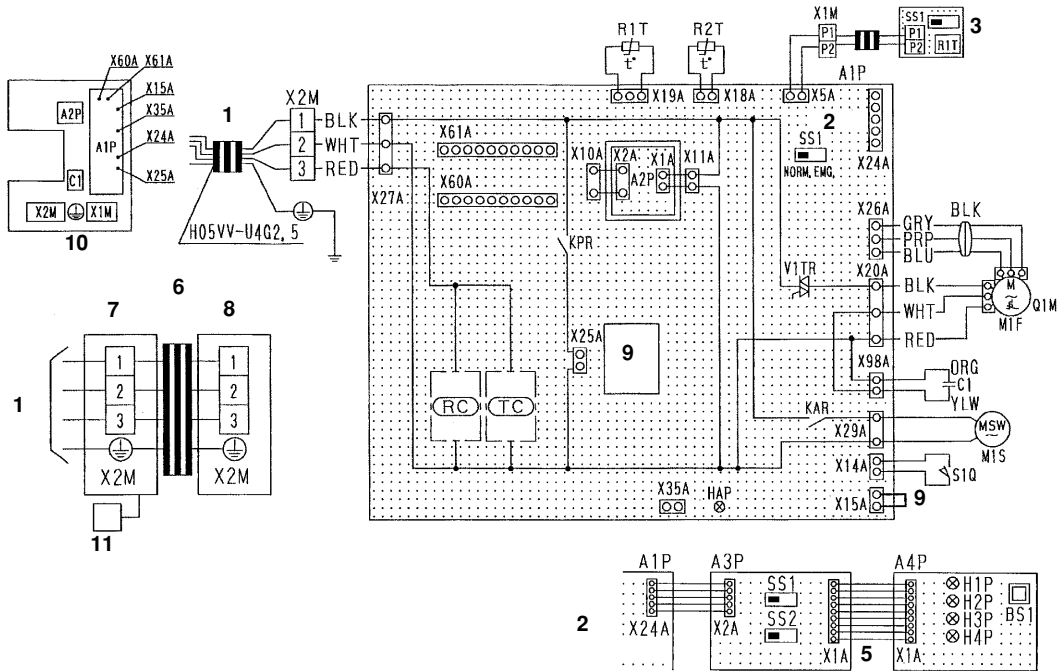 R1T
t°
R2T
t°
X1M
P1
P2
SS1
P1
P2
R1T
3
X60A
X61A
X15A
X35A
X24A
X25A
A2P
A1P
C1
X2M
X1M
10
1
H05VV-U4G2,5
X2M
1
2
3
BLK
WHT
RED
X27A
X19A
X18A
X5A
A1P
2
SS1
NORM. EMG.
X24A
X61A
X60A
X10A
X2A
X1A
A2P
X11A
X26A
GRY
PRP
BLU
BLK
KPR
V1TR
X20A
BLK
WHT
RED
M
~
Q1M
M1F
X25A
9
X98A
ORG
C1
YLW
RC
TC
KAR
X29A
MSW
~
M1S
X14A
S1Q
X35A
HAP
X15A
9
6
7
8
1
1
2
3
X2M
1
2
3
X2M
11
2
A1P
X24A
A3P
SS1
SS2
X2A
X1A
5
A4P
X1A
H1P
H2P
H3P
H4P
BS1